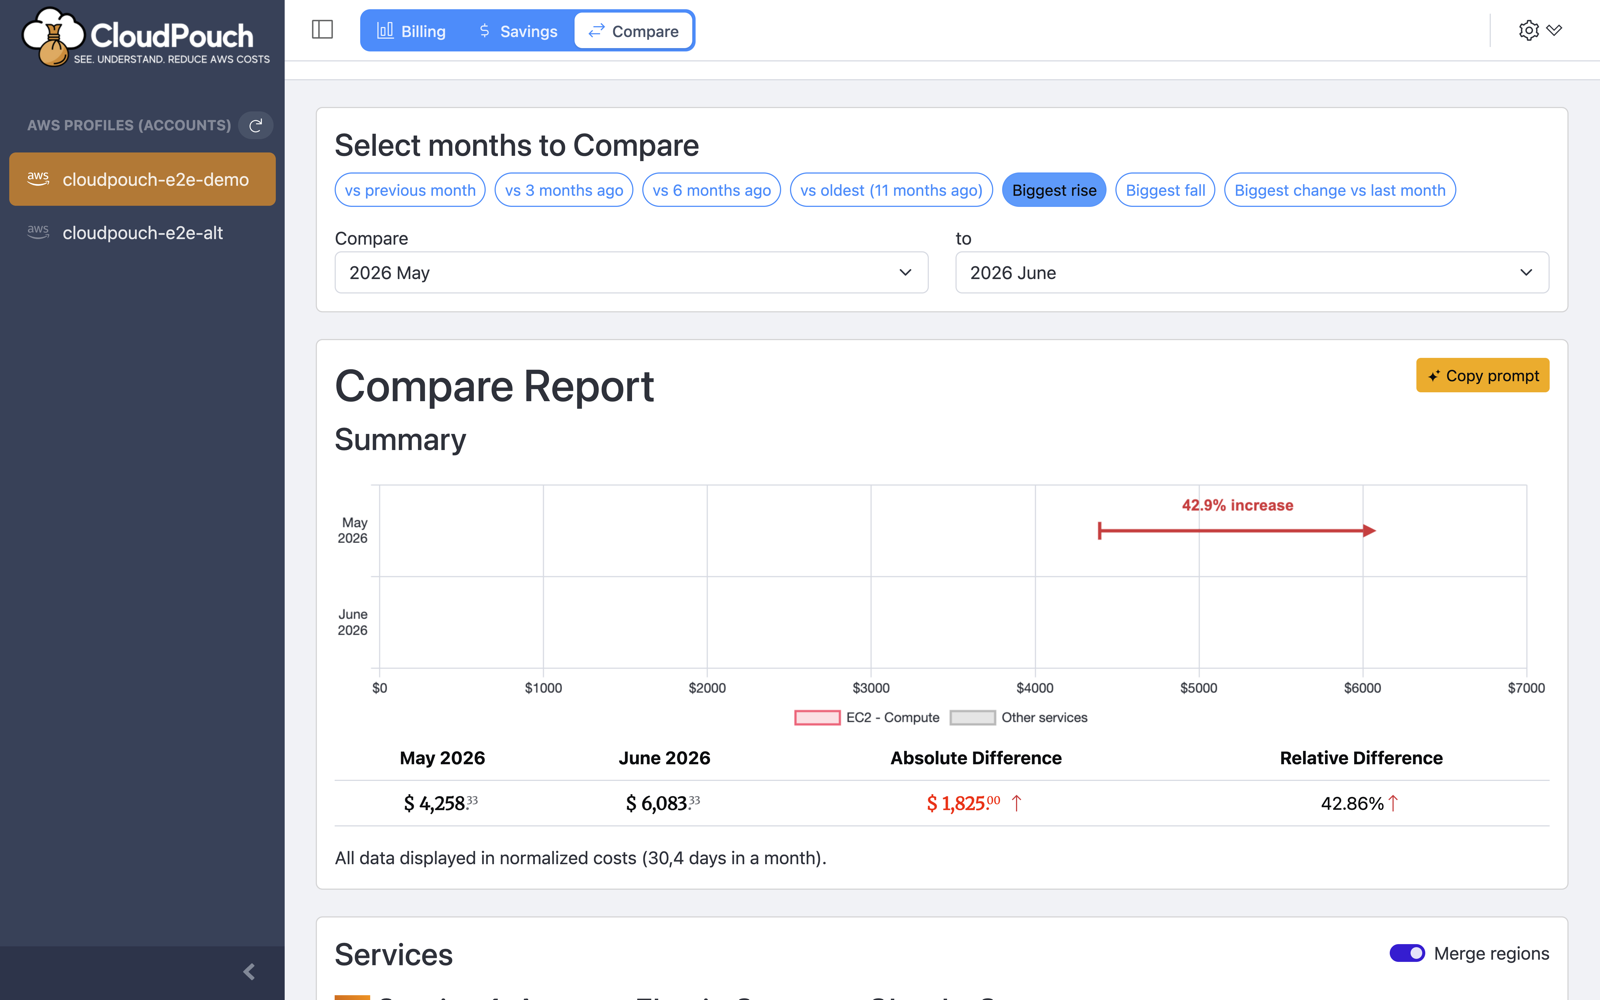 CloudPouch
SEE. UNDERSTAND. REDUCE AWS COSTS
Billing
Savings
Compare
AWS PROFILES (ACCOUNTS)
aws cloudpouch-e2e-demo
aws cloudpouch-e2e-alt
Select months to Compare
vs previous month
vs 3 months ago
vs 6 months ago
vs oldest (11 months ago)
Biggest rise
Biggest fall
Biggest change vs last month
Compare
2026 May
to
2026 June
Compare Report
Copy prompt
Summary
42.9% increase
May
2026
June
2026
$0 $1000 $2000 $3000 $4000 $5000 $6000 $7000
EC2 - Compute Other services
May 2026 June 2026 Absolute Difference Relative Difference
$ 4,258.33 $ 6,083.33 $ 1,825.00 ↑ 42.86% ↑
All data displayed in normalized costs (30,4 days in a month).
Services
Merge regions